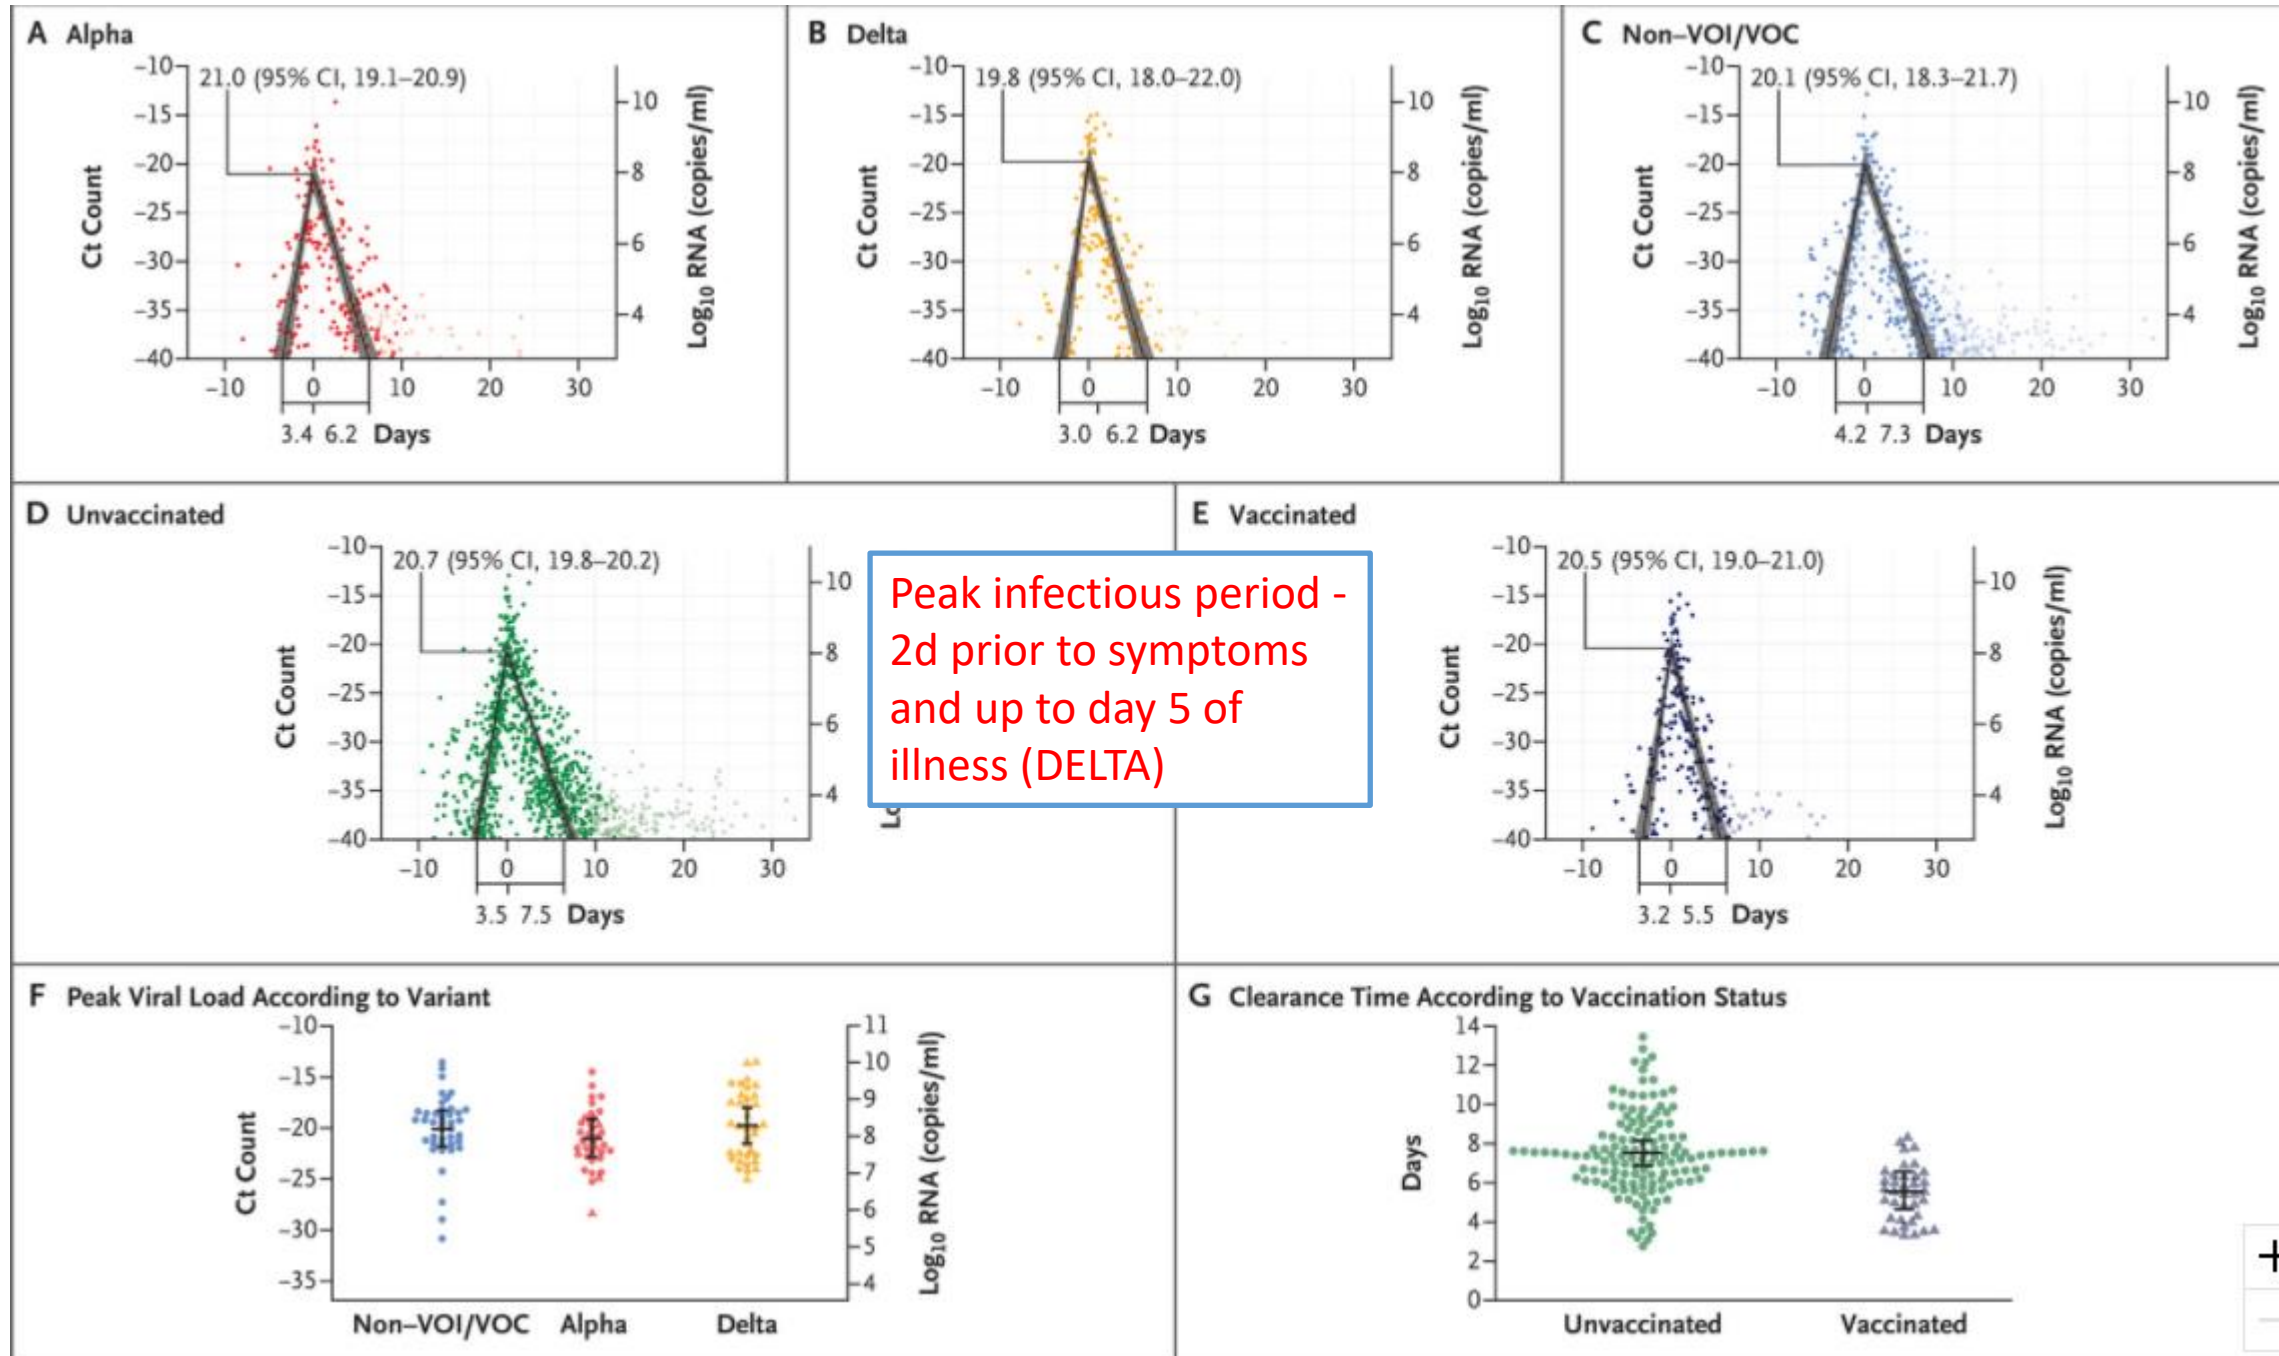 A Alpha
21.0 (95% CI, 19.1–20.9)
−10
−15
−20
−25
−30
−35
−40
Ct Count
10
8
6
4
Log10 RNA (copies/ml)
−10 0 10 20 30
3.4 6.2 Days
B Delta
19.8 (95% CI, 18.0–22.0)
−10
−15
−20
−25
−30
−35
−40
Ct Count
10
8
6
4
Log10 RNA (copies/ml)
−10 0 10 20 30
3.0 6.2 Days
C Non–VOI/VOC
20.1 (95% CI, 18.3–21.7)
−10
−15
−20
−25
−30
−35
−40
Ct Count
10
8
6
4
Log10 RNA (copies/ml)
−10 0 10 20 30
4.2 7.3 Days
D Unvaccinated
20.7 (95% CI, 19.8–20.2)
−10
−15
−20
−25
−30
−35
−40
Ct Count
10
8
6
4
Lo
−10 0 10 20 30
3.5 7.5 Days
Peak infectious period -
2d prior to symptoms
and up to day 5 of
illness (DELTA)
E Vaccinated
20.5 (95% CI, 19.0–21.0)
−10
−15
−20
−25
−30
−35
−40
Ct Count
10
8
6
4
Log10 RNA (copies/ml)
−10 0 10 20 30
3.2 5.5 Days
F Peak Viral Load According to Variant
−10
−15
−20
−25
−30
−35
Ct Count
11
10
9
8
7
6
5
4
Log10 RNA (copies/ml)
Non–VOI/VOC Alpha Delta
G Clearance Time According to Vaccination Status
14
12
10
8
6
4
2
0
Days
Unvaccinated Vaccinated